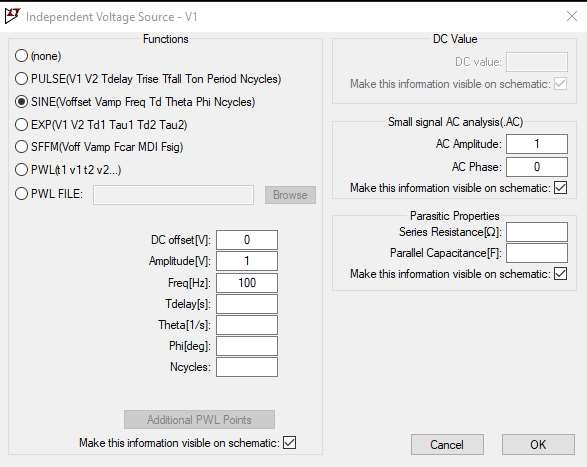 Independent Voltage Source - V1
Functions
(none)
PULSE(V1 V2 Tdelay Trise Tfall Ton Period Ncycles)
SINE(Voffset Vamp Freq Td Theta Phi Ncycles)
EXP(V1 V2 Td1 Tau1 Td2 Tau2)
SFFM(Voff Vamp Fcar MDI Fsig)
PWL(t1 v1 t2 v2...)
PWL FILE:
Browse
DC offset[V]: 0
Amplitude[V]: 1
Freq[Hz]: 100
Tdelay[s]:
Theta[1/s]:
Phi[deg]:
Ncycles:
Additional PWL Points
Make this information visible on schematic:
DC Value
DC value:
Make this information visible on schematic:
Small signal AC analysis(.AC)
AC Amplitude: 1
AC Phase: 0
Make this information visible on schematic:
Parasitic Properties
Series Resistance[Ω]:
Parallel Capacitance[F]:
Make this information visible on schematic:
Cancel
OK